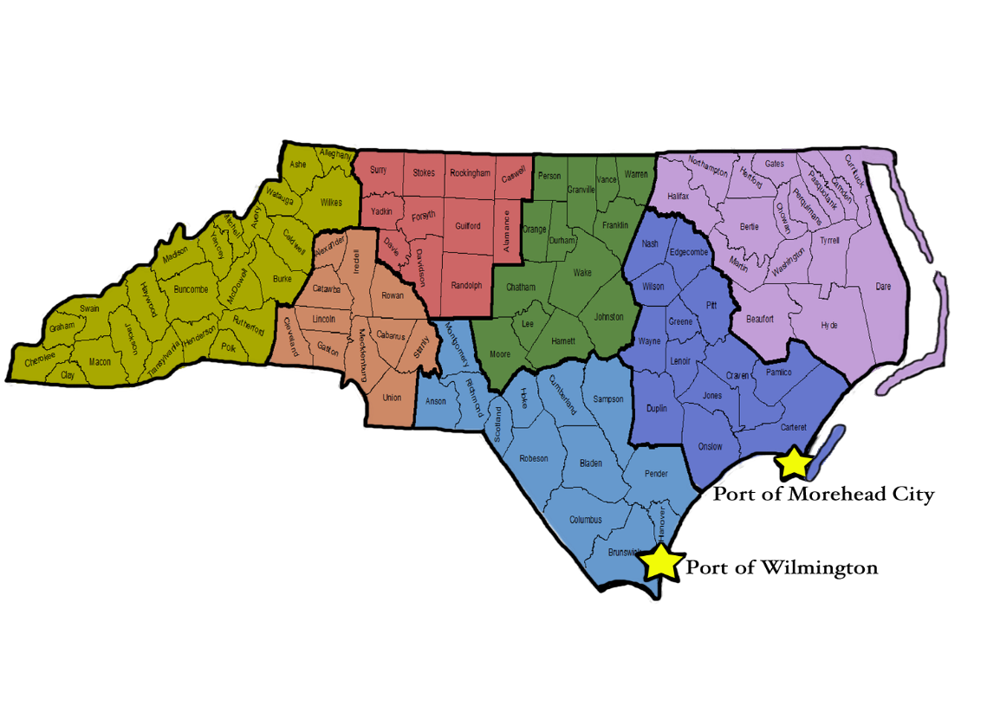 Ashe
Alleghany
Surry
Stokes
Rockingham
Caswell
Person
Granville
Vance
Warren
Northampton
Gates
Hertford
Currituck
Camden
Pasquotank
Perquimans
Chowan
Halifax
Watauga
Wilkes
Yadkin
Forsyth
Guilford
Alamance
Orange
Durham
Franklin
Bertie
Avery
Mitchell
Yancey
Madison
Caldwell
Alexander
Iredell
Davie
Davidson
Randolph
Chatham
Wake
Nash
Edgecombe
Martin
Washington
Tyrrell
Dare
Haywood
Buncombe
McDowell
Burke
Catawba
Rowan
Wilson
Pitt
Beaufort
Hyde
Swain
Graham
Jackson
Henderson
Rutherford
Polk
Transylvania
Cleveland
Lincoln
Gaston
Mecklenburg
Cabarrus
Stanly
Montgomery
Lee
Moore
Harnett
Johnston
Wayne
Greene
Lenoir
Craven
Pamlico
Cherokee
Clay
Macon
Union
Anson
Richmond
Scotland
Hoke
Cumberland
Sampson
Duplin
Jones
Carteret
Onslow
Robeson
Bladen
Pender
Port of Morehead City
Columbus
Hanover
Brunswick
Port of Wilmington